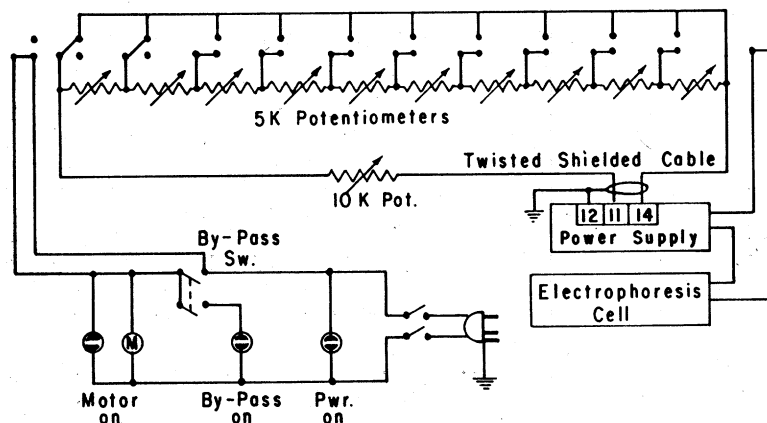 5K Potentiometers
Twisted Shielded Cable
10K Pot.
12 11 14
Power Supply
By-Pass
Sw.
Electrophoresis
Cell
M
Motor
on
By-Pass
on
Pwr.
on